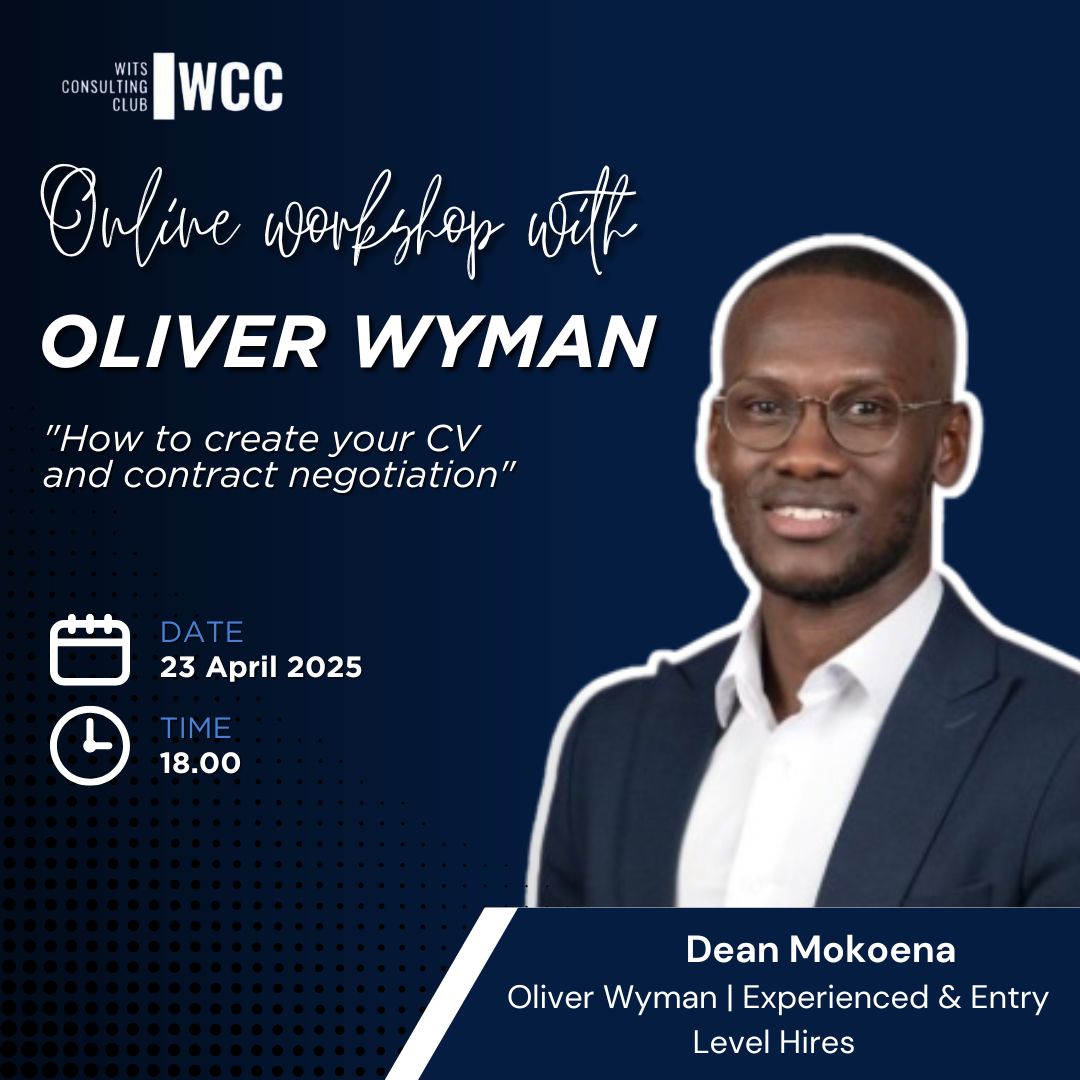 WITS
CONSULTING
CLUB
WCC
Online workshop with
OLIVER WYMAN
"How to create your CV
and contract negotiation"
DATE
23 April 2025
TIME
18.00
Dean Mokoena
Oliver Wyman | Experienced & Entry
Level Hires